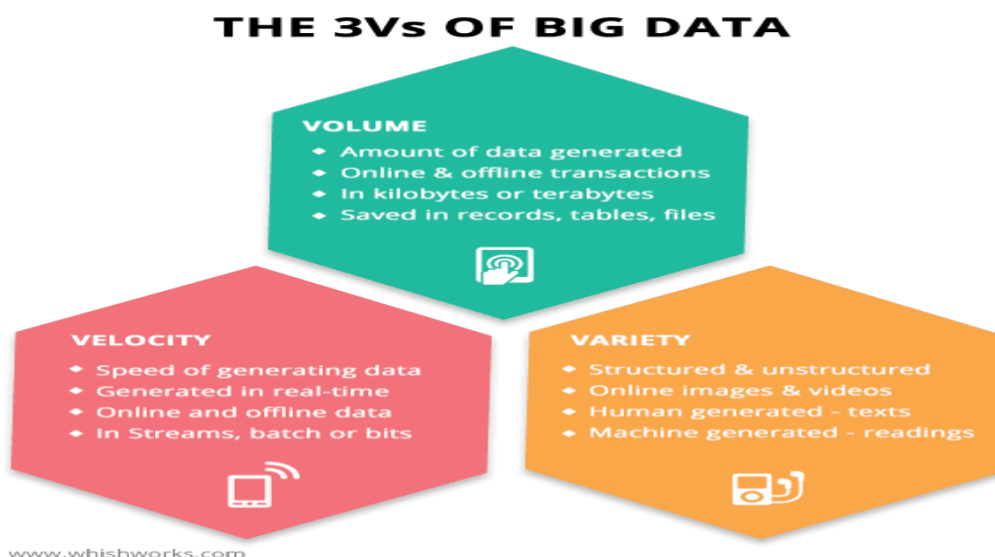 THE 3Vs OF BIG DATA
VOLUME
Amount of data generated
Online & offline transactions
In kilobytes or terabytes
Saved in records, tables, files
VELOCITY
Speed of generating data
Generated in real-time
Online and offline data
In Streams, batch or bits
VARIETY
Structured & unstructured
Online images & videos
Human generated - texts
Machine generated - readings
www.whishworks.com